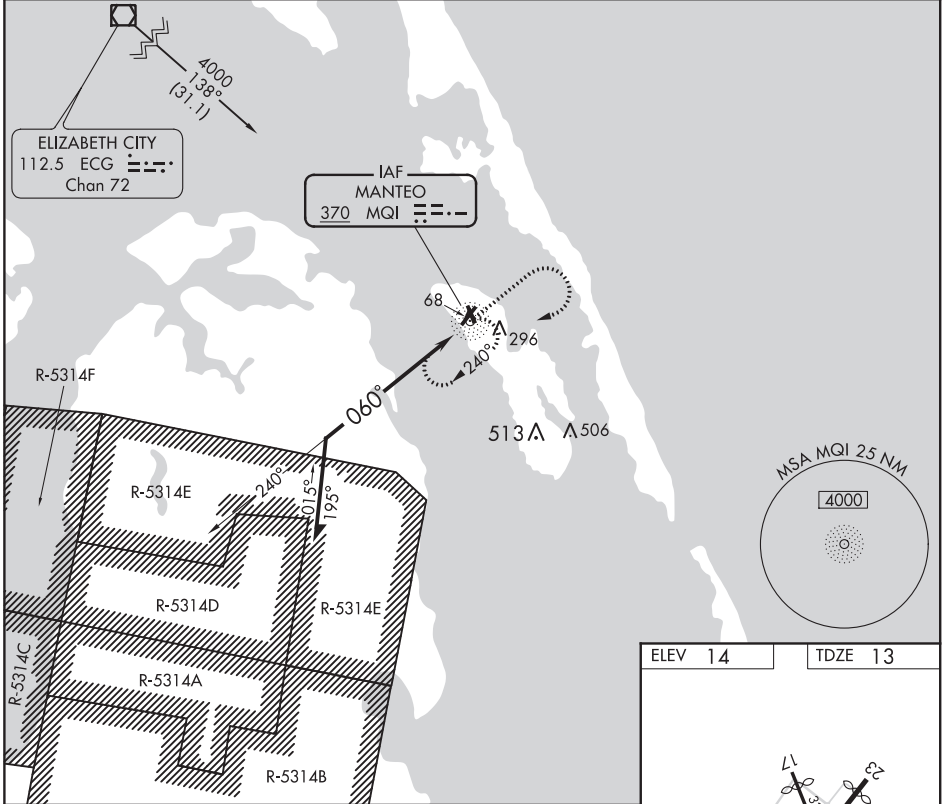 4000
138°
(31.1)
ELIZABETH CITY
112.5 ECG
Chan 72
IAF
MANTEO
370 MQI
68
296
240°
060°
R-5314F
513
506
MSA MQI 25 NM
4000
R-5314E
240°
015°
195°
R-5314D
R-5314E
R-5314C
R-5314A
R-5314B
ELEV 14
TDZE 13
17
23